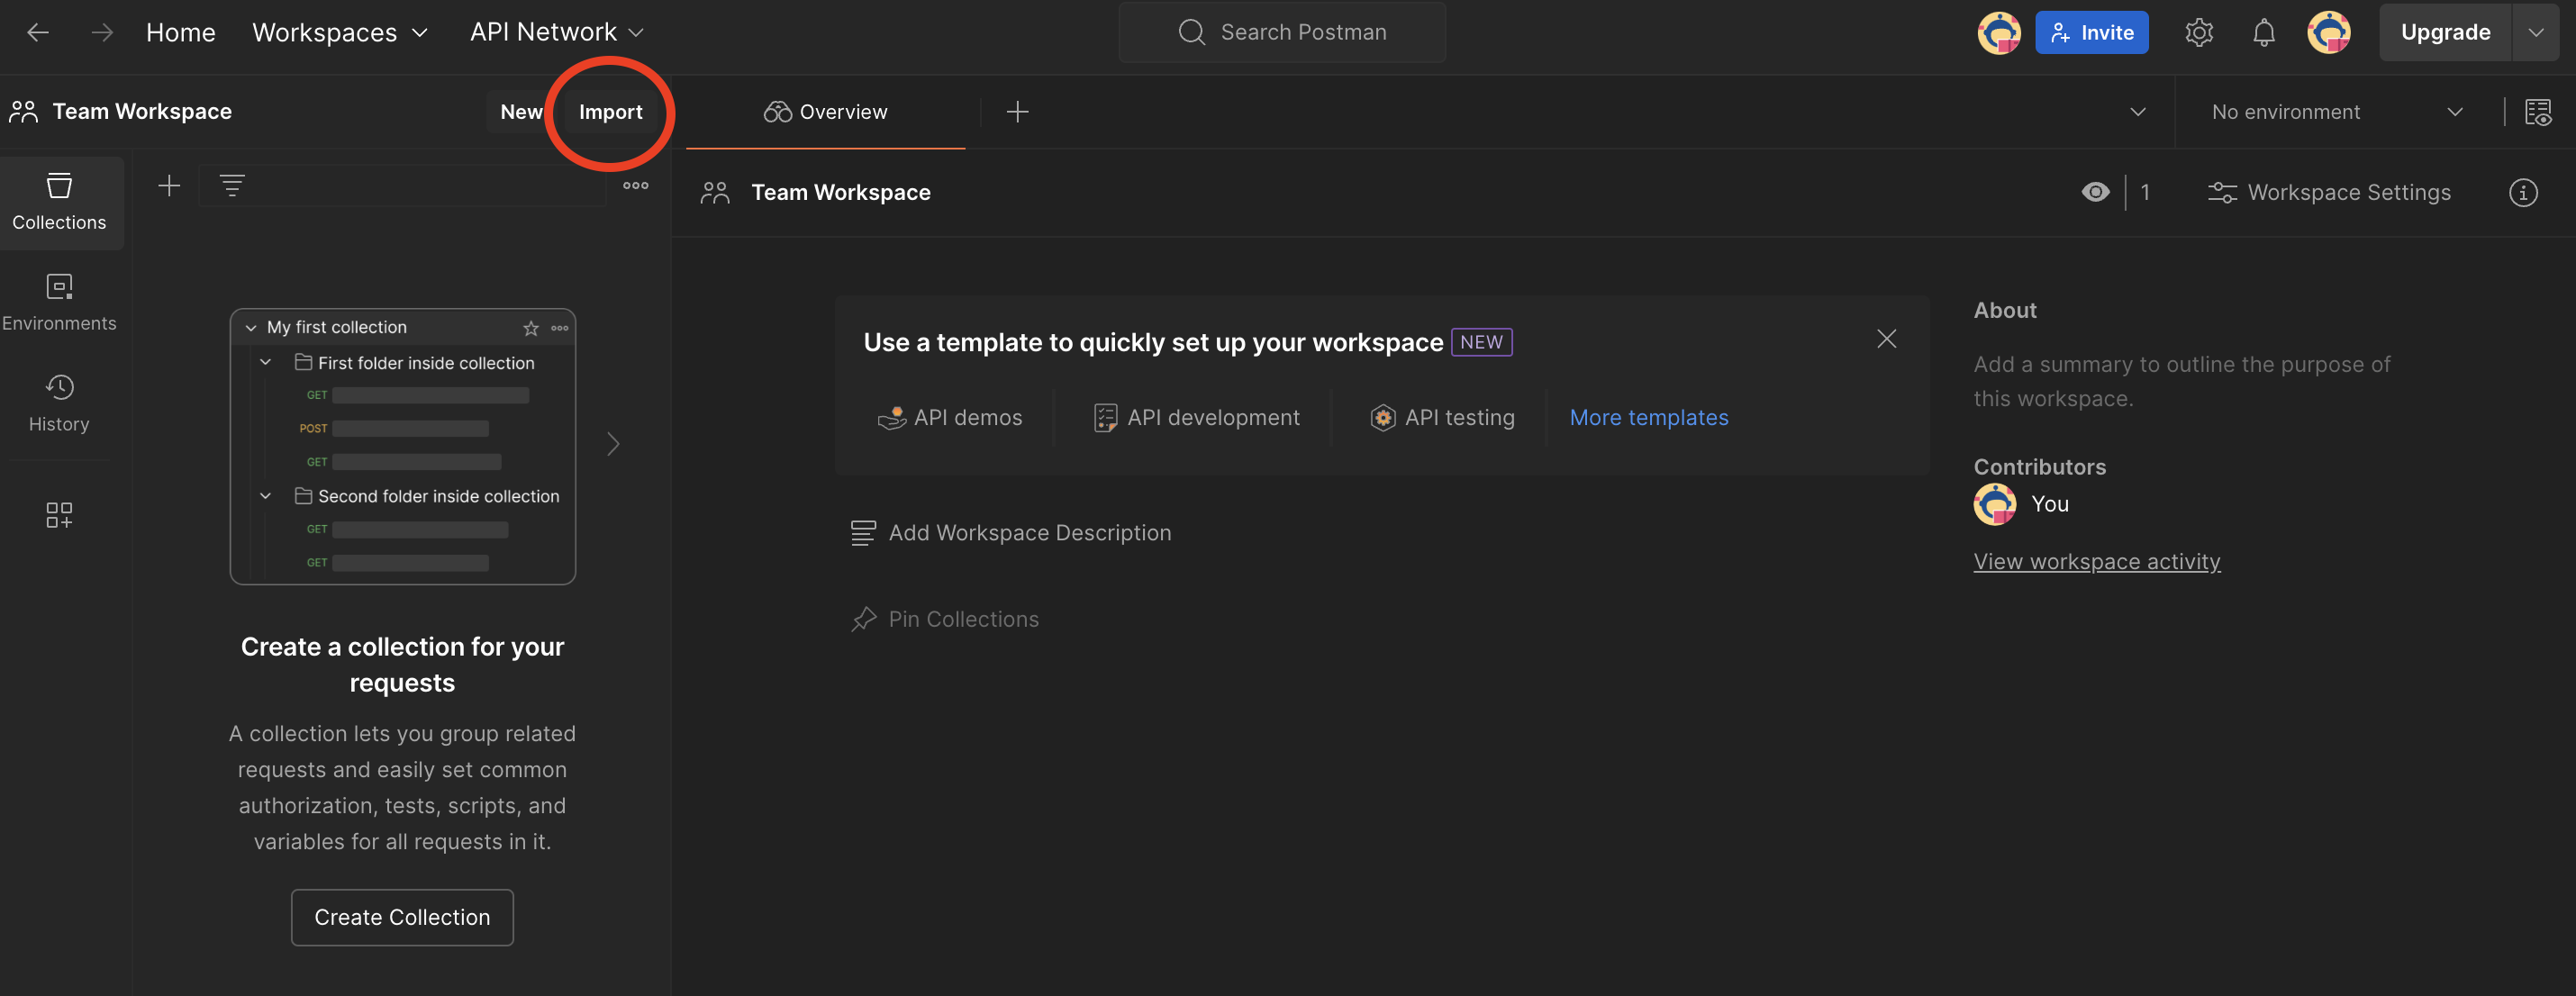 Home Workspaces API Network Search Postman Invite Upgrade
Team Workspace New Import Overview No environment
Collections
Environments
History
My first collection
First folder inside collection
GET
POST
GET
Second folder inside collection
GET
GET
Create a collection for your
requests
A collection lets you group related
requests and easily set common
authorization, tests, scripts, and
variables for all requests in it.
Create Collection
Team Workspace 1 Workspace Settings
Use a template to quickly set up your workspace NEW
API demos API development API testing More templates
Add Workspace Description
Pin Collections
About
Add a summary to outline the purpose of
this workspace.
Contributors
You
View workspace activity